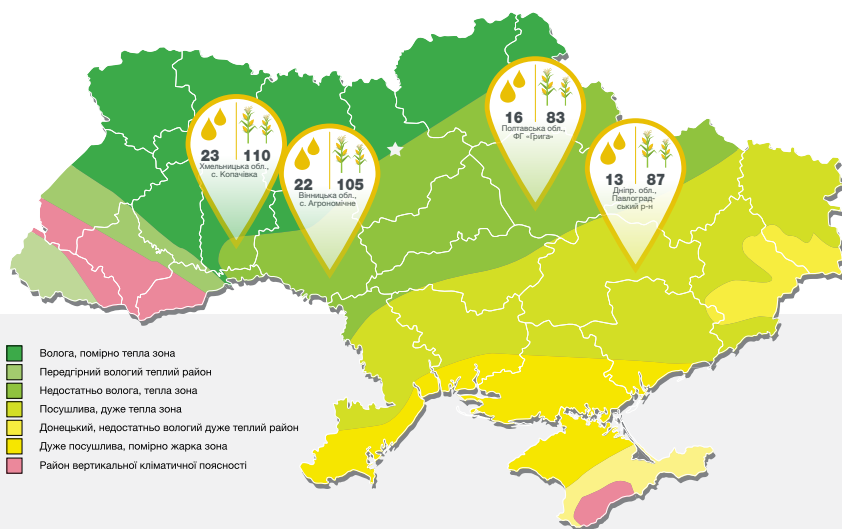 16 83
Полтавська обл.,
ФГ «Грига»
23 110
Хмельницька обл.,
с. Копачівка
22 105
Вінницька обл.,
с. Агрономічне
13 87
Дніпр. обл.,
Павлоград-
ський р-н
Волога, помірно тепла зона
Передгірний вологий теплий район
Недостатньо волога, тепла зона
Посушлива, дуже тепла зона
Донецький, недостатньо вологий дуже теплий район
Дуже посушлива, помірно жарка зона
Район вертикальної кліматичної поясності